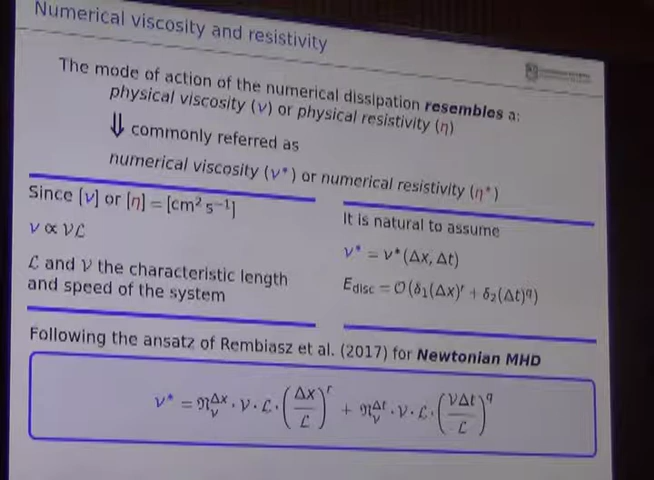 Numerical viscosity and resistivity
The mode of action of the numerical dissipation resembles a:
physical viscosity (ν) or physical resistivity (η)
⇓ commonly referred as
numerical viscosity (ν*) or numerical resistivity (η*)
Since [ν] or [η] = [cm² s⁻¹]
ν ∝ 𝒱ℒ
ℒ and 𝒱 the characteristic length
and speed of the system
It is natural to assume
ν* = ν*(Δx, Δt)
E_disc = 𝒪(δ₁(Δx)^r + δ₂(Δt)^q)
Following the ansatz of Rembiasz et al. (2017) for Newtonian MHD
ν* = 𝔑_ν^Δx · 𝒱 · ℒ · (Δx/ℒ)^r + 𝔑_ν^Δt · 𝒱 · ℒ · (𝒱Δt/ℒ)^q